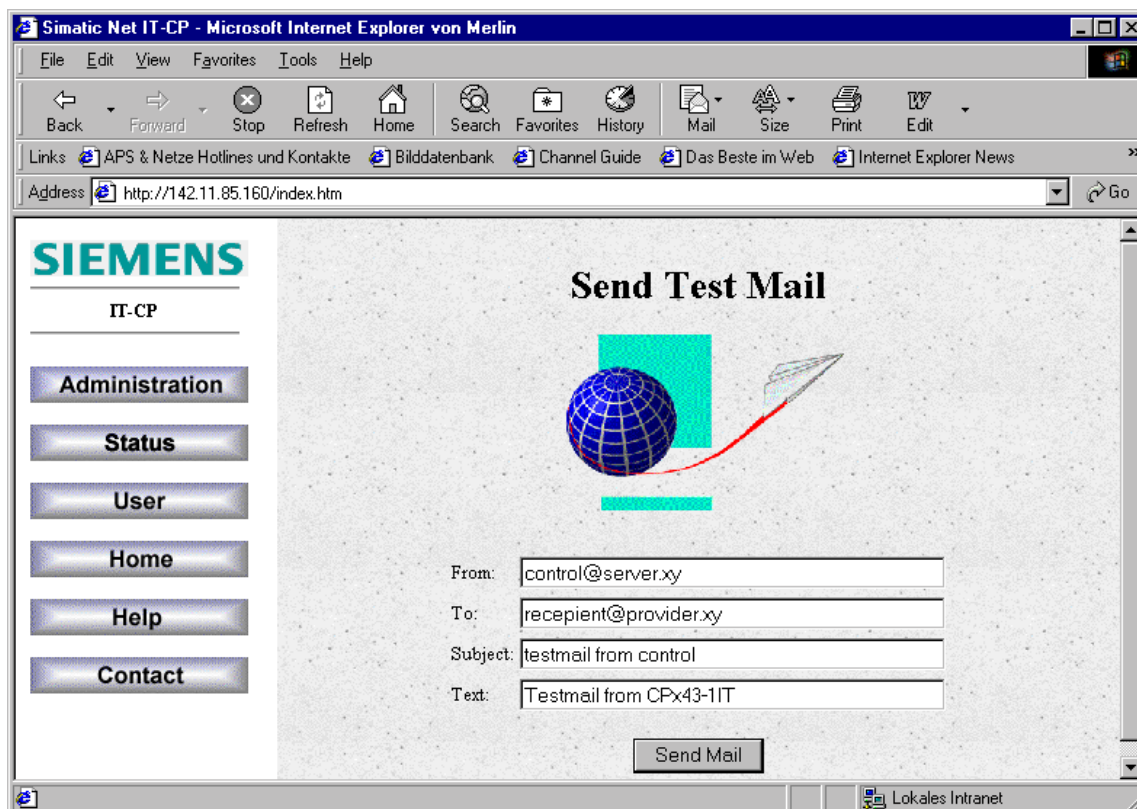 Simatic Net IT-CP - Microsoft Internet Explorer von Merlin
File Edit View Favorites Tools Help
Back Forward Stop Refresh Home Search Favorites History Mail Size Print Edit
Links APS & Netze Hotlines und Kontakte Bilddatenbank Channel Guide Das Beste im Web Internet Explorer News »
Address http://142.11.85.160/index.htm Go
SIEMENS
IT-CP
Administration
Status
User
Home
Help
Contact
Send Test Mail
From: control@server.xy
To: recepient@provider.xy
Subject: testmail from control
Text: Testmail from CPx43-1IT
Send Mail
Lokales Intranet